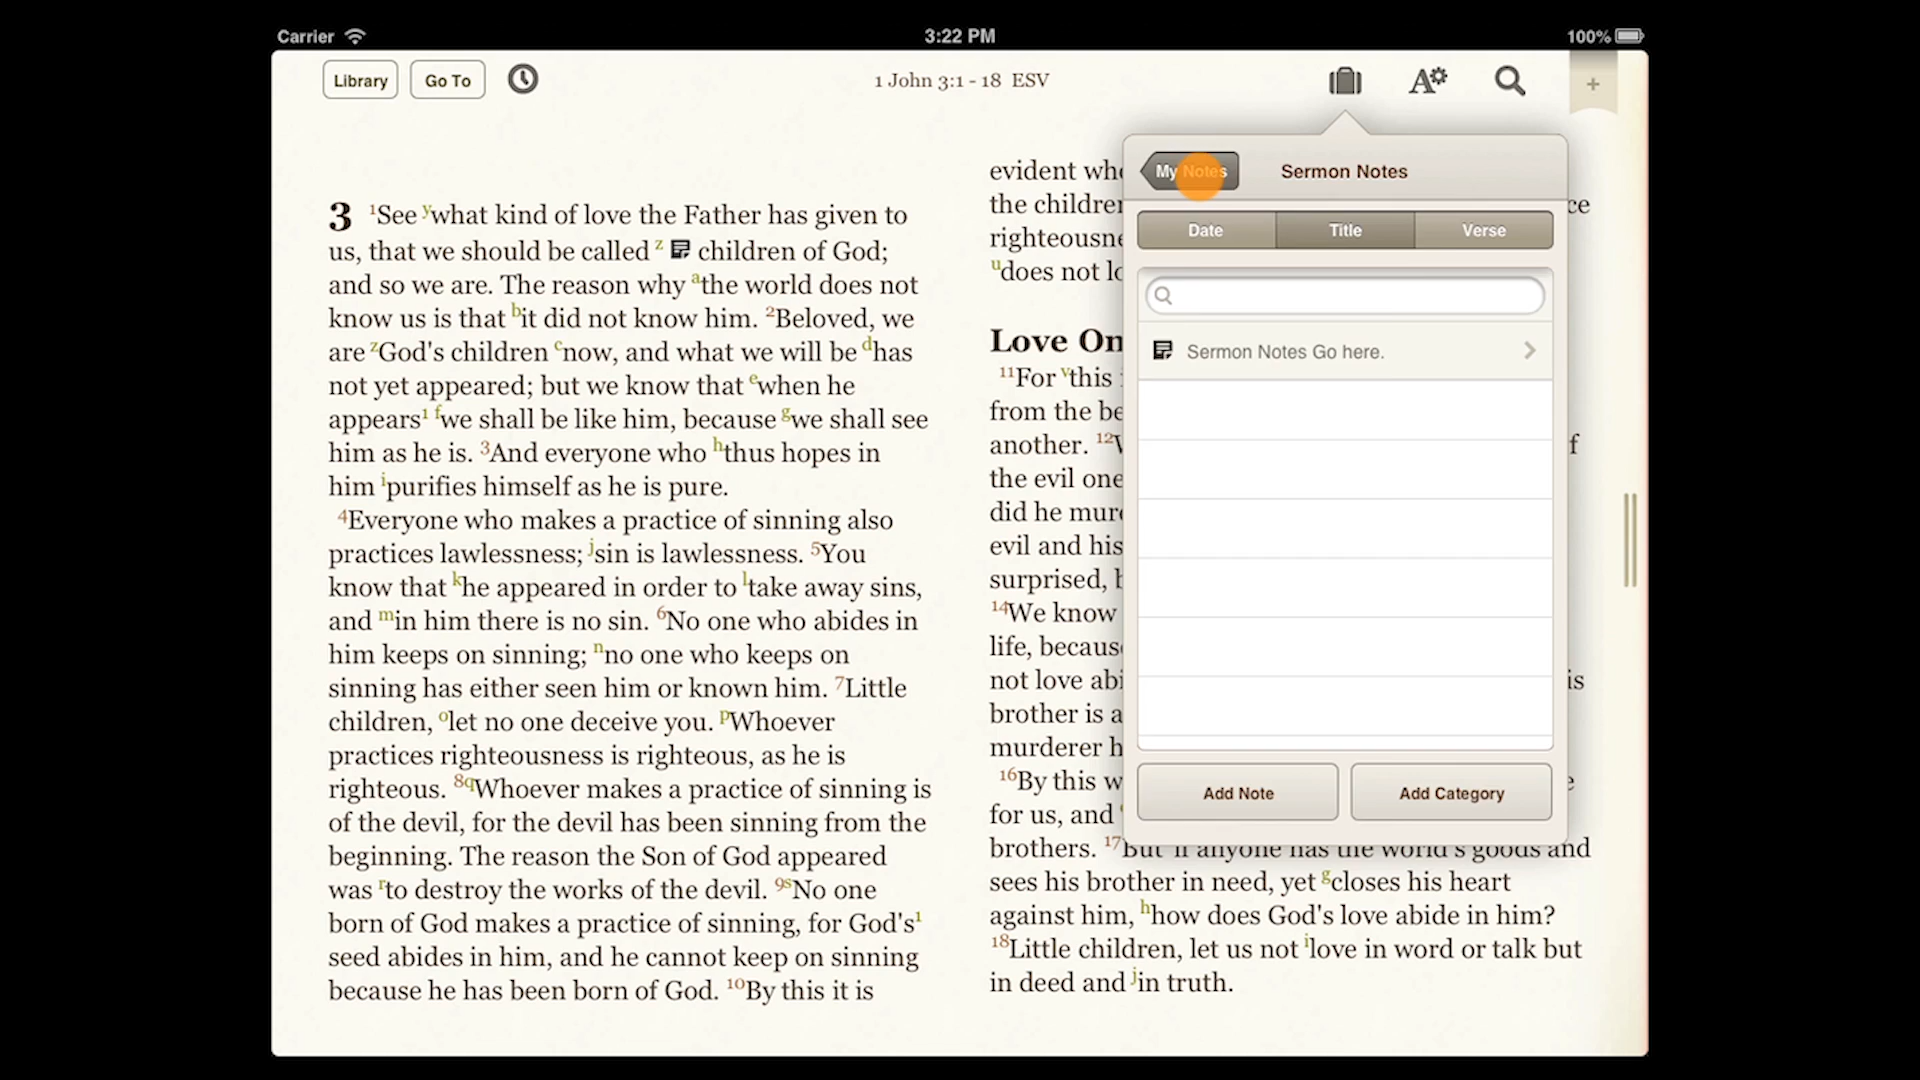 Carrier 3:22 PM 100%
Library Go To 1 John 3:1 - 18 ESV A +
3 1See ywhat kind of love the Father has given to
us, that we should be called z children of God;
and so we are. The reason why athe world does not
know us is that bit did not know him. 2Beloved, we
are zGod's children cnow, and what we will be dhas
not yet appeared; but we know that ewhen he
appears1 fwe shall be like him, because gwe shall see
him as he is. 3And everyone who hthus hopes in
him ipurifies himself as he is pure.
4Everyone who makes a practice of sinning also
practices lawlessness; jsin is lawlessness. 5You
know that khe appeared in order to ltake away sins,
and min him there is no sin. 6No one who abides in
him keeps on sinning; nno one who keeps on
sinning has either seen him or known him. 7Little
children, olet no one deceive you. pWhoever
practices righteousness is righteous, as he is
righteous. 8qWhoever makes a practice of sinning is
of the devil, for the devil has been sinning from the
beginning. The reason the Son of God appeared
was rto destroy the works of the devil. 9sNo one
born of God makes a practice of sinning, for God's1
seed abides in him, and he cannot keep on sinning
because he has been born of God. 10By this it is
evident
the
udoes not
Love
11For vthis
from the
another. 12
the evil one
did he
evil and his
surprised,
14We know
life,
not love is
brother is a
murderer
16By this
for us, and
brothers. 17But if anyone has the world's goods and
sees his brother in need, yet gcloses his heart
against him, hhow does God's love abide in him?
18Little children, let us not ilove in word or talk but
in deed and jin truth.
My Notes Sermon Notes
Date Title Verse
Sermon Notes Go here.
Add Note Add Category